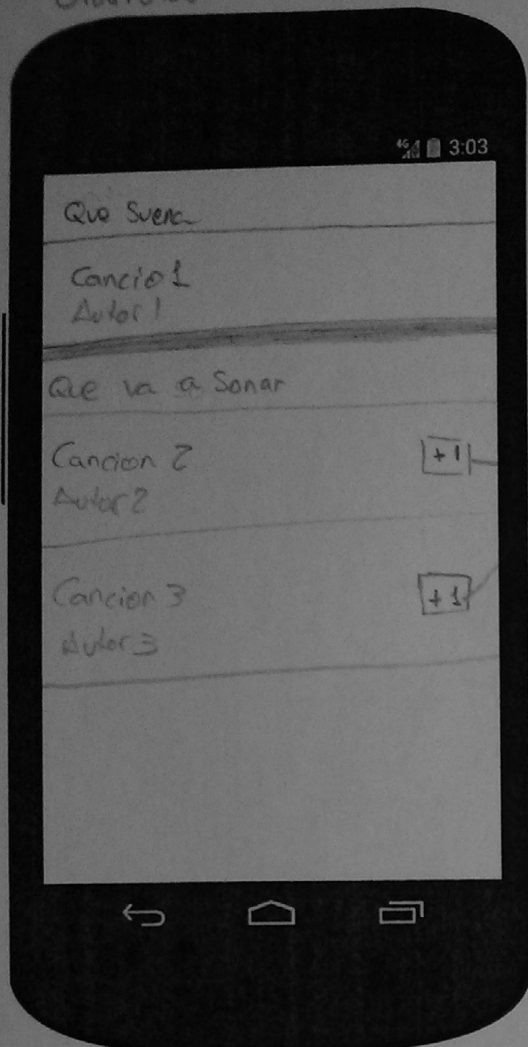 4G 3:03
Que Suena
Cancio 1
Autor 1
Que va a Sonar
Cancion 2
+1
Autor 2
Cancion 3
+1
Autor 3